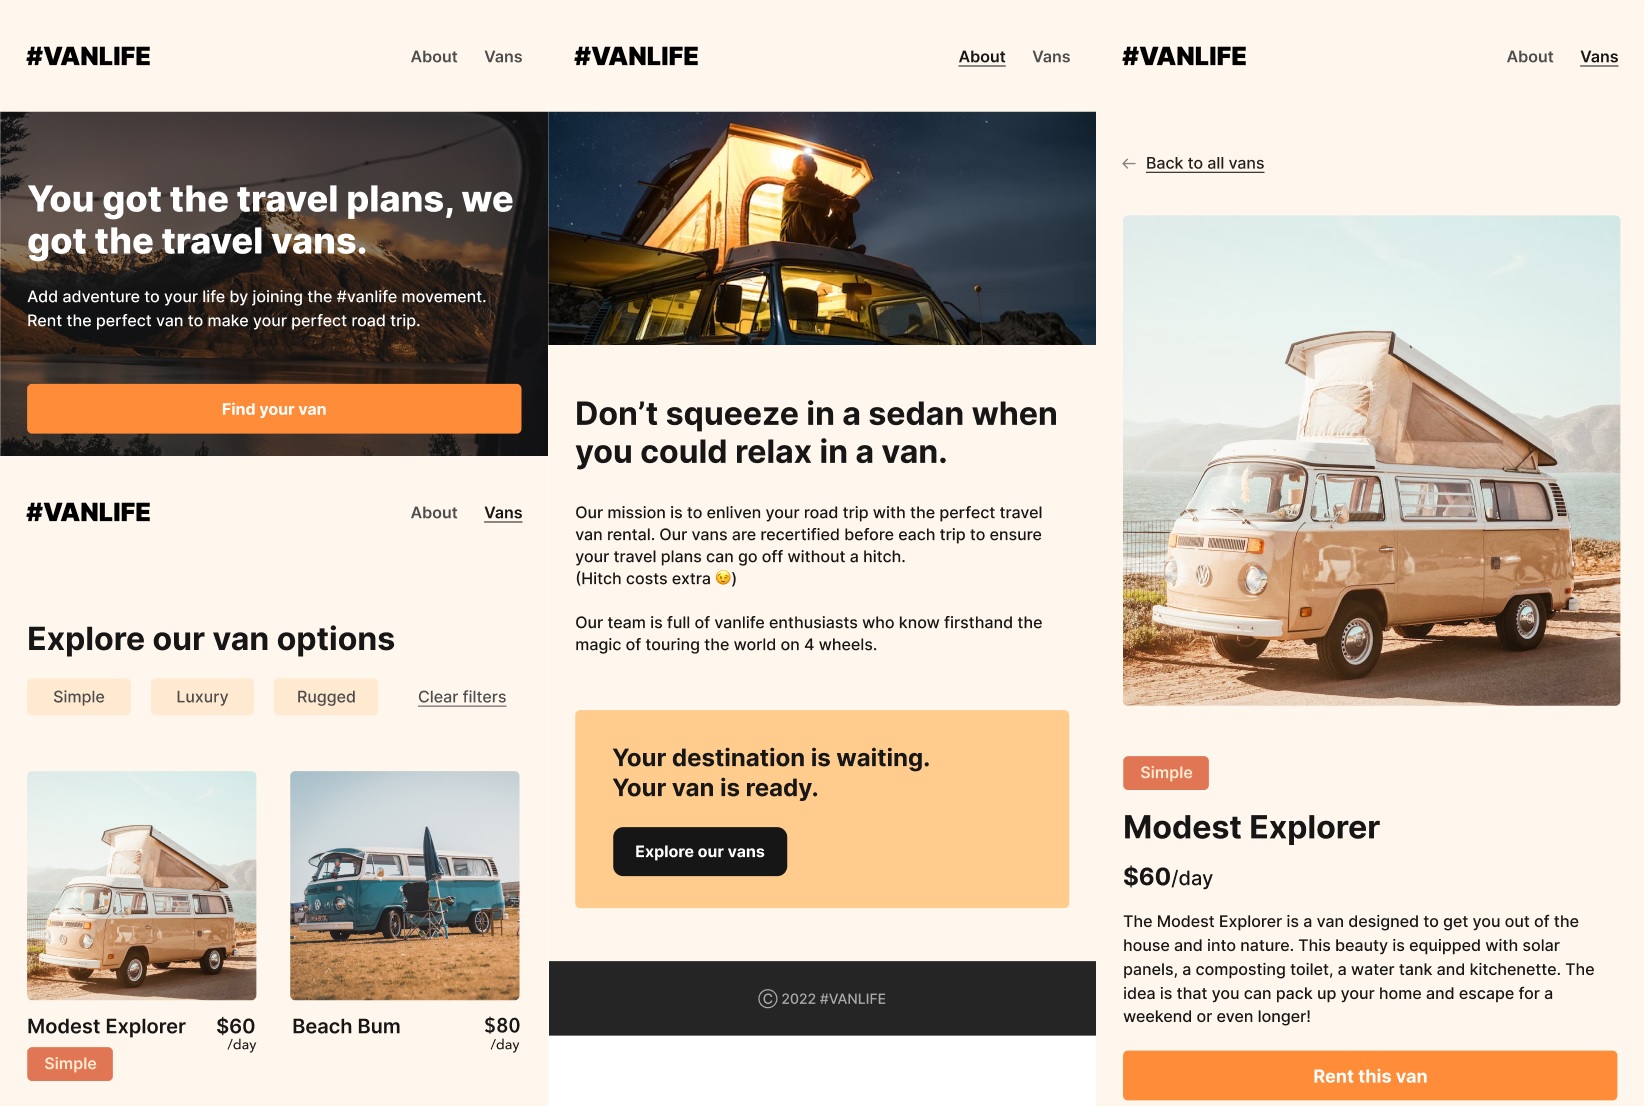 #VANLIFE
About Vans
You got the travel plans, we
got the travel vans.
Add adventure to your life by joining the #vanlife movement.
Rent the perfect van to make your perfect road trip.
Find your van
#VANLIFE
About Vans
Explore our van options
Simple Luxury Rugged Clear filters
Modest Explorer $60
/day
Simple
Beach Bum $80
/day
#VANLIFE
About Vans
Don’t squeeze in a sedan when
you could relax in a van.
Our mission is to enliven your road trip with the perfect travel
van rental. Our vans are recertified before each trip to ensure
your travel plans can go off without a hitch.
(Hitch costs extra 😉)
Our team is full of vanlife enthusiasts who know firsthand the
magic of touring the world on 4 wheels.
Your destination is waiting.
Your van is ready.
Explore our vans
Ⓒ 2022 #VANLIFE
#VANLIFE
About Vans
← Back to all vans
Simple
Modest Explorer
$60/day
The Modest Explorer is a van designed to get you out of the
house and into nature. This beauty is equipped with solar
panels, a composting toilet, a water tank and kitchenette. The
idea is that you can pack up your home and escape for a
weekend or even longer!
Rent this van